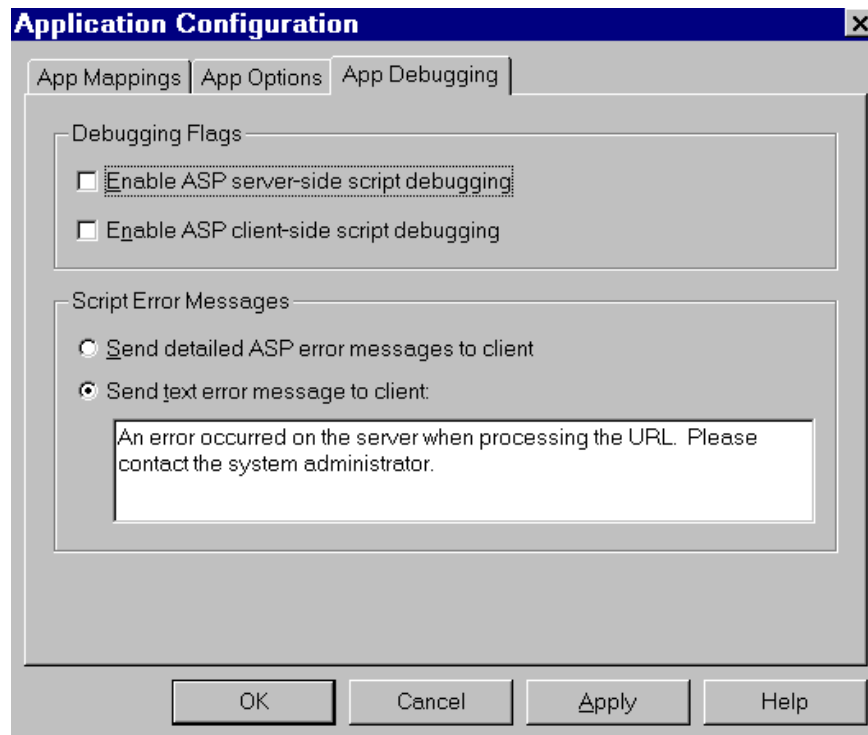 Application Configuration
App Mappings App Options App Debugging
Debugging Flags
Enable ASP server-side script debugging
Enable ASP client-side script debugging
Script Error Messages
Send detailed ASP error messages to client
Send text error message to client:
An error occurred on the server when processing the URL. Please
contact the system administrator.
OK Cancel Apply Help